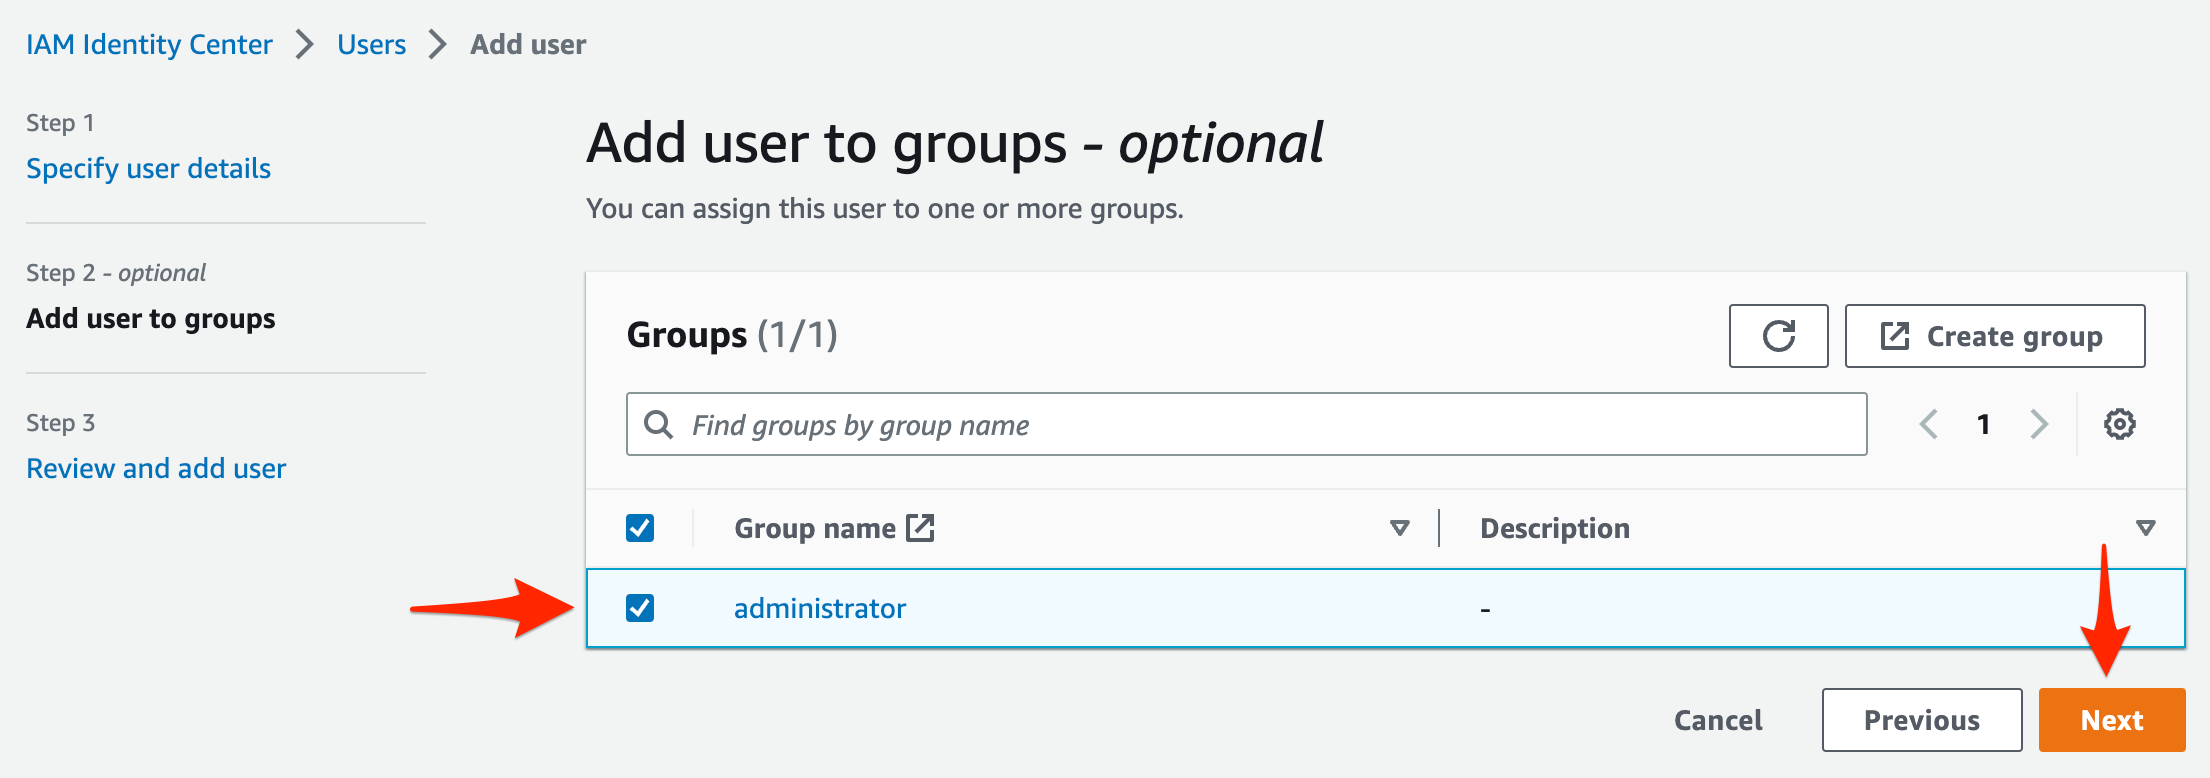 IAM Identity Center > Users > Add user
Step 1
Specify user details
Step 2 - optional
Add user to groups
Step 3
Review and add user
Add user to groups - optional
You can assign this user to one or more groups.
Groups (1/1)
Create group
Find groups by group name
1
Group name
Description
administrator
-
Cancel
Previous
Next